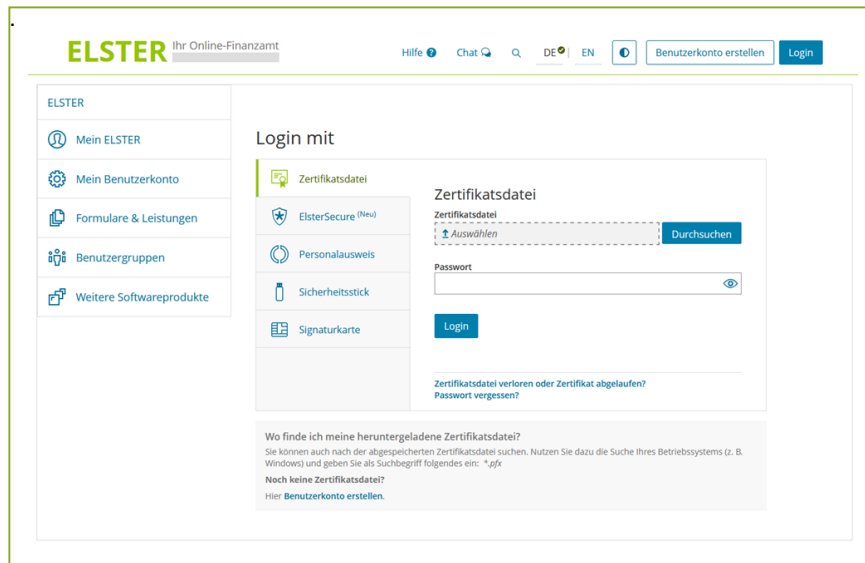 ELSTER Ihr Online-Finanzamt
Hilfe Chat DE | EN Benutzerkonto erstellen Login
ELSTER
Mein ELSTER
Mein Benutzerkonto
Formulare & Leistungen
Benutzergruppen
Weitere Softwareprodukte
Login mit
Zertifikatsdatei
ElsterSecure (Neu)
Personalausweis
Sicherheitsstick
Signaturkarte
Zertifikatsdatei
Zertifikatsdatei
Auswählen Durchsuchen
Passwort
Login
Zertifikatsdatei verloren oder Zertifikat abgelaufen?
Passwort vergessen?
Wo finde ich meine heruntergeladene Zertifikatsdatei?
Sie können auch nach der abgespeicherten Zertifikatsdatei suchen. Nutzen Sie dazu die Suche Ihres Betriebssystems (z. B.
Windows) und geben Sie als Suchbegriff folgendes ein: *.pfx
Noch keine Zertifikatsdatei?
Hier Benutzerkonto erstellen.